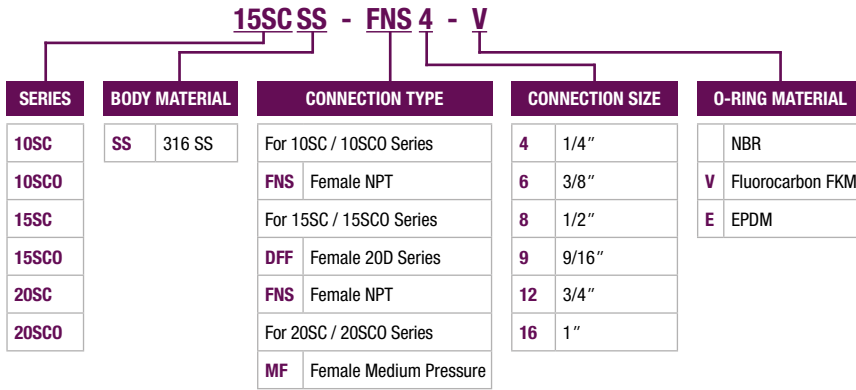 15SC SS - FNS 4 - V
SERIES
10SC
10SCO
15SC
15SCO
20SC
20SCO
BODY MATERIAL
SS 316 SS
CONNECTION TYPE
For 10SC / 10SCO Series
FNS Female NPT
For 15SC / 15SCO Series
DFF Female 20D Series
FNS Female NPT
For 20SC / 20SCO Series
MF Female Medium Pressure
CONNECTION SIZE
4 1/4″
6 3/8″
8 1/2″
9 9/16″
12 3/4″
16 1″
O-RING MATERIAL
NBR
V Fluorocarbon FKM
E EPDM